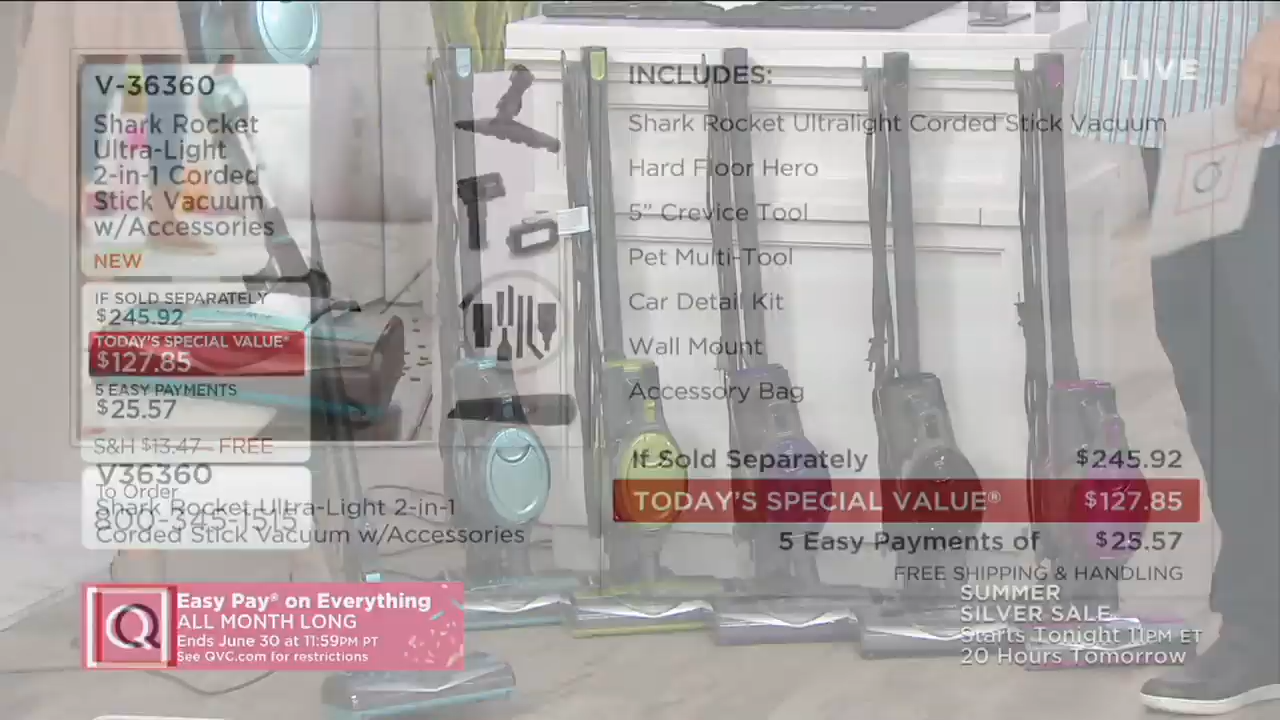 V-36360
Shark Rocket
Ultra-Light
2-in-1 Corded
Stick Vacuum
w/Accessories
NEW
IF SOLD SEPARATELY
$245.92
TODAY'S SPECIAL VALUE®
$127.85
5 EASY PAYMENTS
$25.57
S&H $13.47 FREE
V36360
To Order
Shark Rocket Ultra-Light 2-in-1
800-345-1515
Corded Stick Vacuum w/Accessories
Q
Easy Pay® on Everything
ALL MONTH LONG
Ends June 30 at 11:59PM PT
See QVC.com for restrictions
INCLUDES:
Shark Rocket Ultralight Corded Stick Vacuum
Hard Floor Hero
5" Crevice Tool
Pet Multi-Tool
Car Detail Kit
Wall Mount
Accessory Bag
If Sold Separately $245.92
TODAY'S SPECIAL VALUE® $127.85
5 Easy Payments of $25.57
FREE SHIPPING & HANDLING
SUMMER
SILVER SALE
Starts Tonight 11PM ET
20 Hours Tomorrow
LIVE